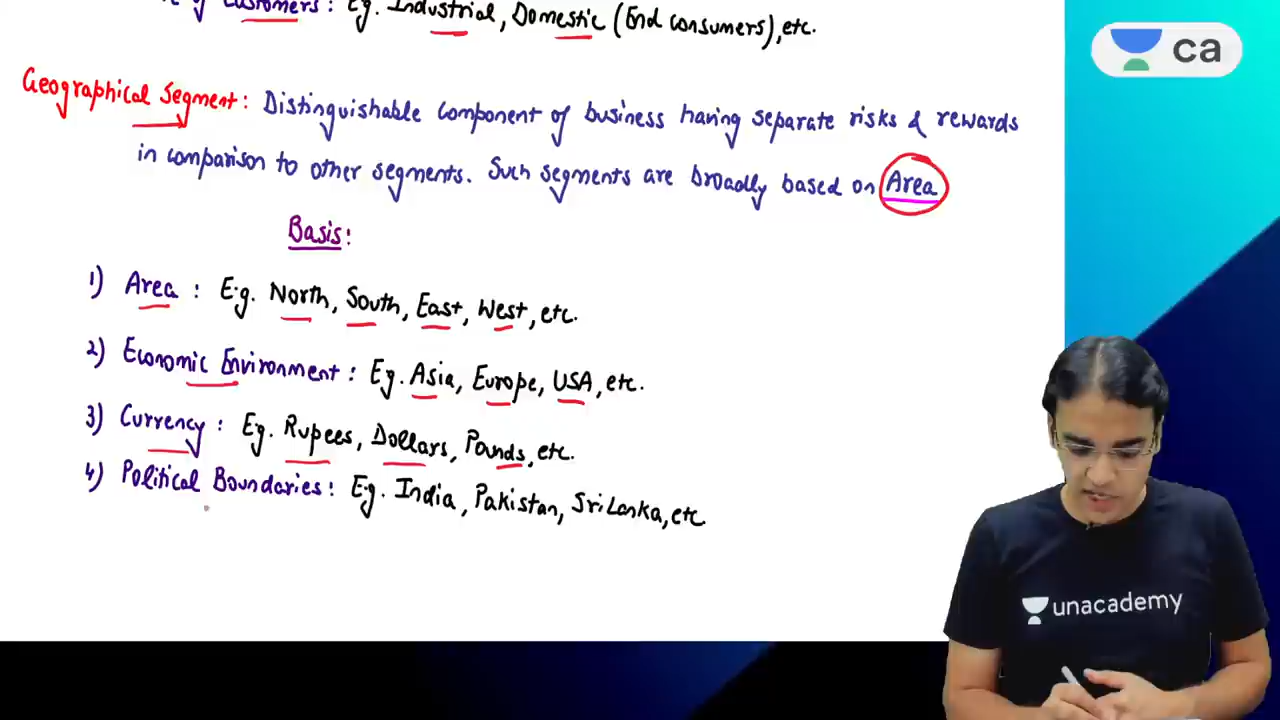 of Customers : Eg. Industrial, Domestic (End consumers), etc.
ca
Geographical Segment : Distinguishable component of business having separate risks & rewards
in comparison to other segments. Such segments are broadly based on Area
Basis :
1) Area : E.g. North, South, East, West, etc.
2) Economic Environment : Eg. Asia, Europe, USA, etc.
3) Currency : Eg. Rupees, Dollars, Pounds, etc.
4) Political Boundaries : Eg. India, Pakistan, Sri Lanka, etc
unacademy